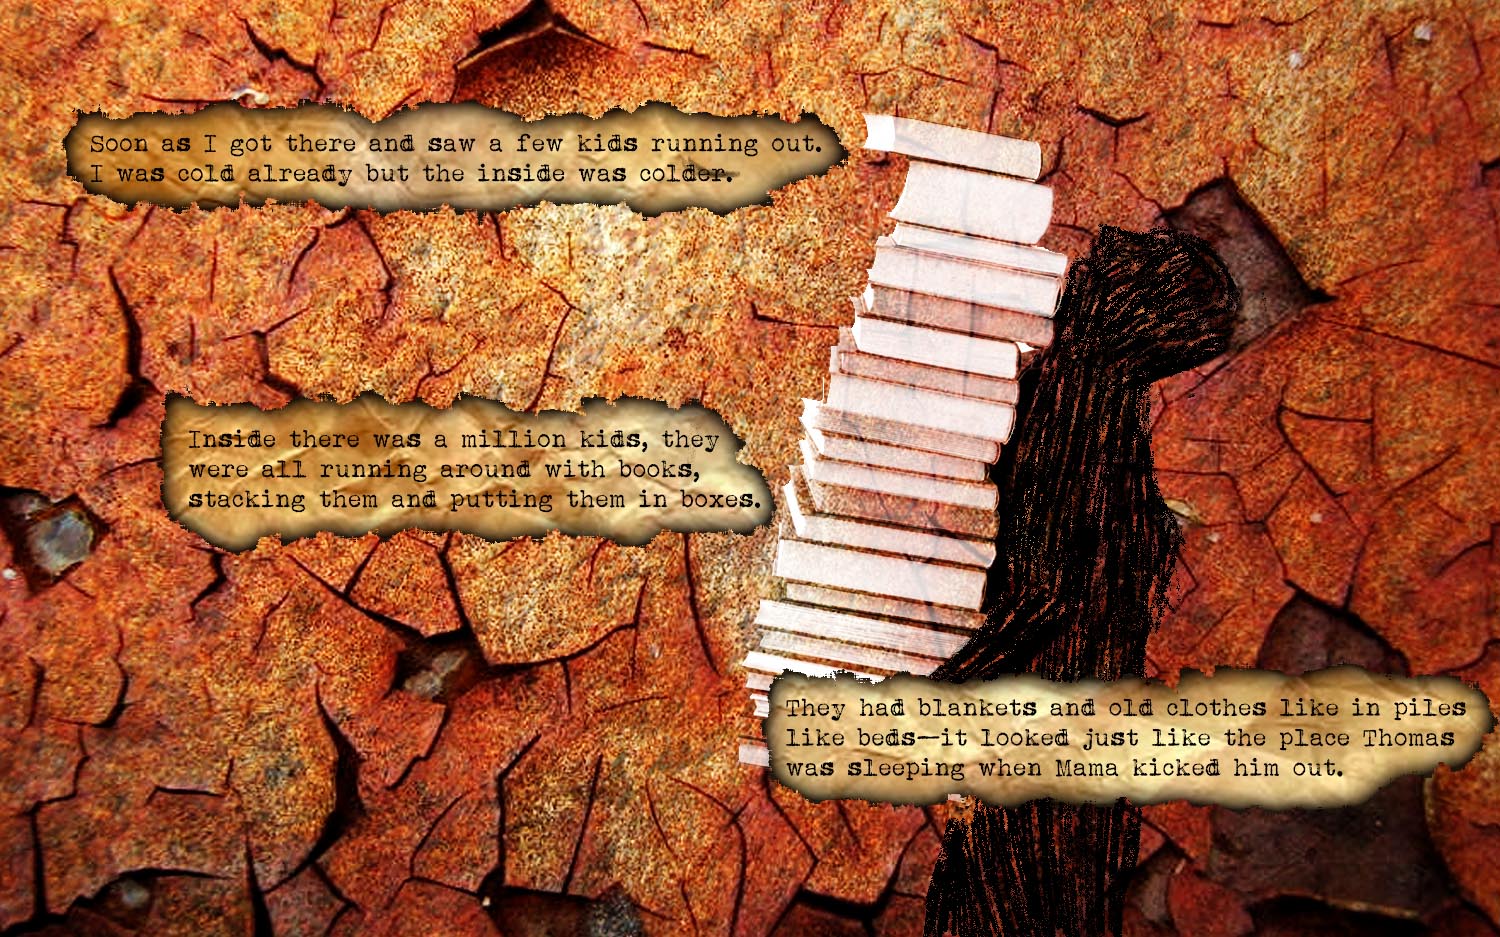 Soon as I got there and saw a few kids running out.
I was cold already but the inside was colder.
Inside there was a million kids, they
were all running around with books,
stacking them and putting them in boxes.
They had blankets and old clothes like in piles
like beds—it looked just like the place Thomas
was sleeping when Mama kicked him out.